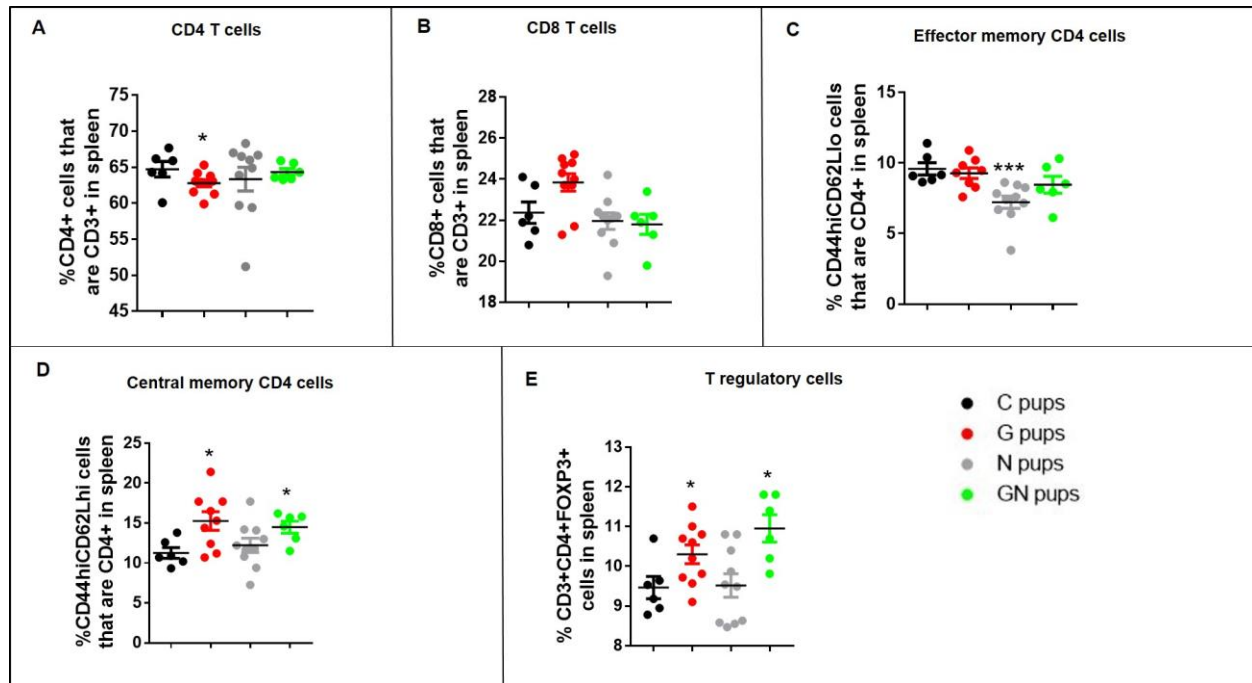 A
CD4 T cells
%CD4+ cells that
are CD3+ in spleen
75
70
65
60
55
50
45
*
B
CD8 T cells
%CD8+ cells that
are CD3+ in spleen
28
26
24
22
20
18
C
Effector memory CD4 cells
% CD44hiCD62Llo cells
that are CD4+ in spleen
15
10
5
0
***
D
Central memory CD4 cells
%CD44hiCD62Lhi cells
that are CD4+ in spleen
25
20
15
10
5
0
*
*
E
T regulatory cells
% CD3+CD4+FOXP3+
cells in spleen
13
12
11
10
9
8
*
*
C pups
G pups
N pups
GN pups